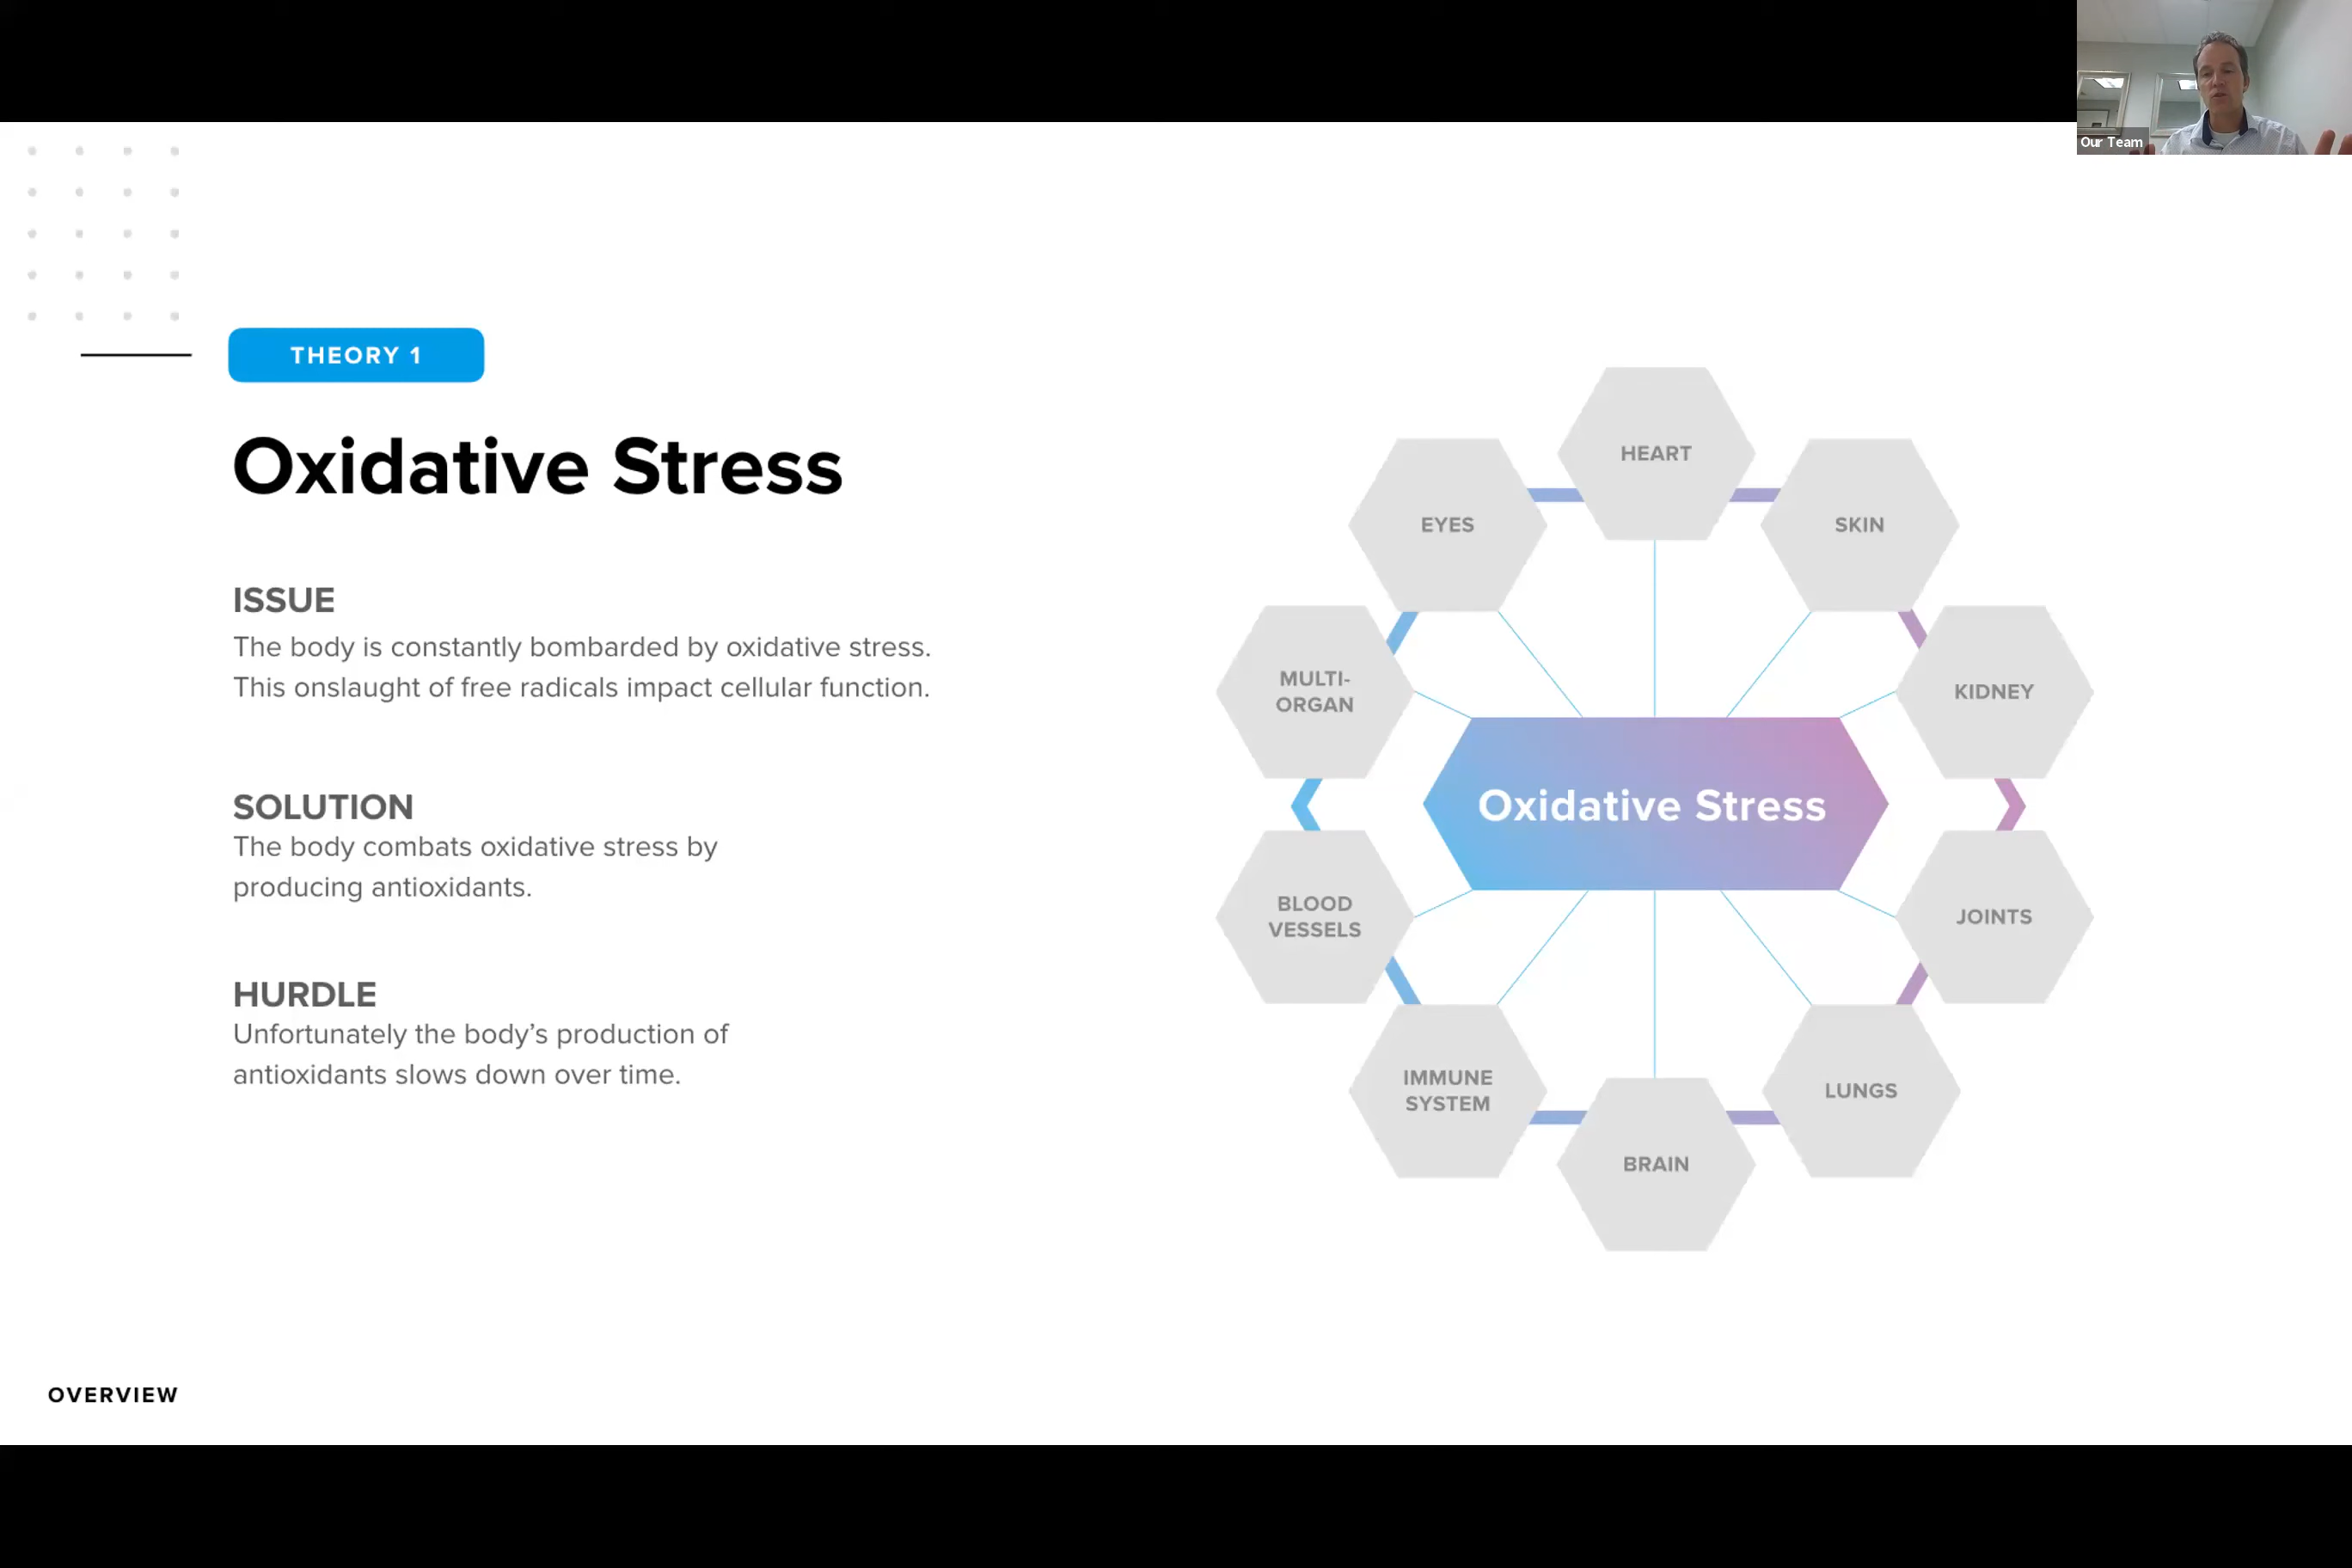 Our Team
THEORY 1
Oxidative Stress
ISSUE
The body is constantly bombarded by oxidative stress.
This onslaught of free radicals impact cellular function.
SOLUTION
The body combats oxidative stress by
producing antioxidants.
HURDLE
Unfortunately the body’s production of
antioxidants slows down over time.
HEART
EYES
SKIN
MULTI-
ORGAN
KIDNEY
Oxidative Stress
BLOOD
VESSELS
JOINTS
IMMUNE
SYSTEM
LUNGS
BRAIN
OVERVIEW